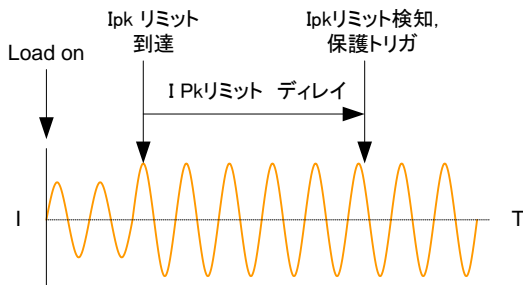 Ipk リミット
到達
Ipkリミット検知,
保護トリガ
Load on
I Pkリミット ディレイ
I
T